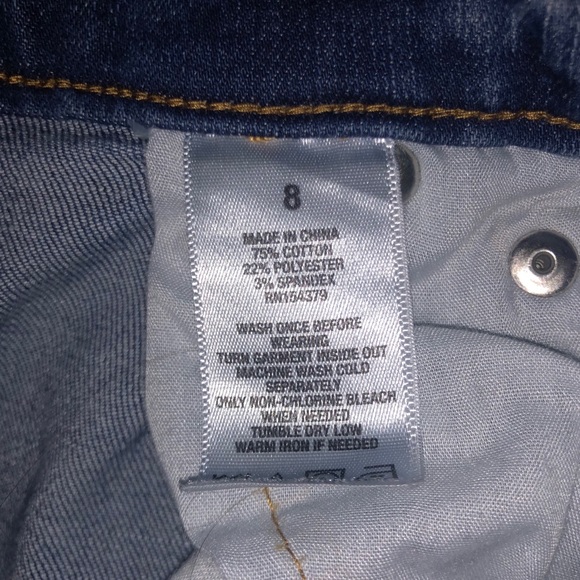 8
MADE IN CHINA
75% COTTON
22% POLYESTER
3% SPANDEX
RN154379
WASH ONCE BEFORE
WEARING
TURN GARMENT INSIDE OUT
MACHINE WASH COLD
SEPARATELY
ONLY NON-CHLORINE BLEACH
WHEN NEEDED
TUMBLE DRY LOW
WARM IRON IF NEEDED